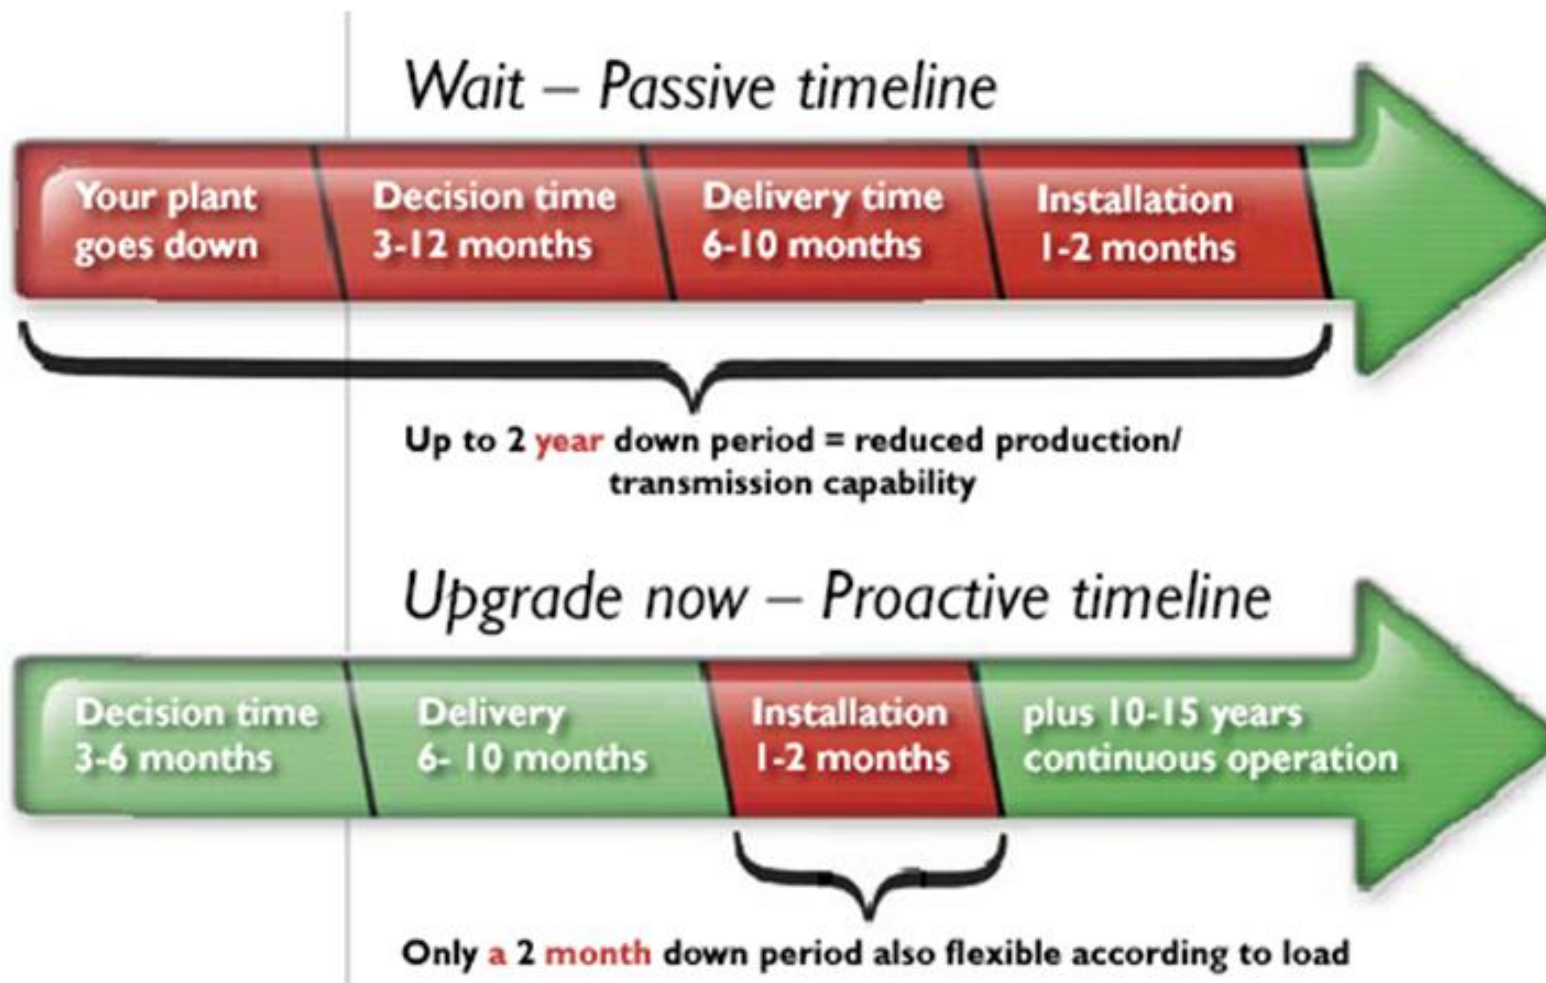 Wait – Passive timeline
Your plant
goes down
Decision time
3-12 months
Delivery time
6-10 months
Installation
1-2 months
Up to 2 year down period = reduced production/
transmission capability
Upgrade now – Proactive timeline
Decision time
3-6 months
Delivery
6- 10 months
Installation
1-2 months
plus 10-15 years
continuous operation
Only a 2 month down period also flexible according to load